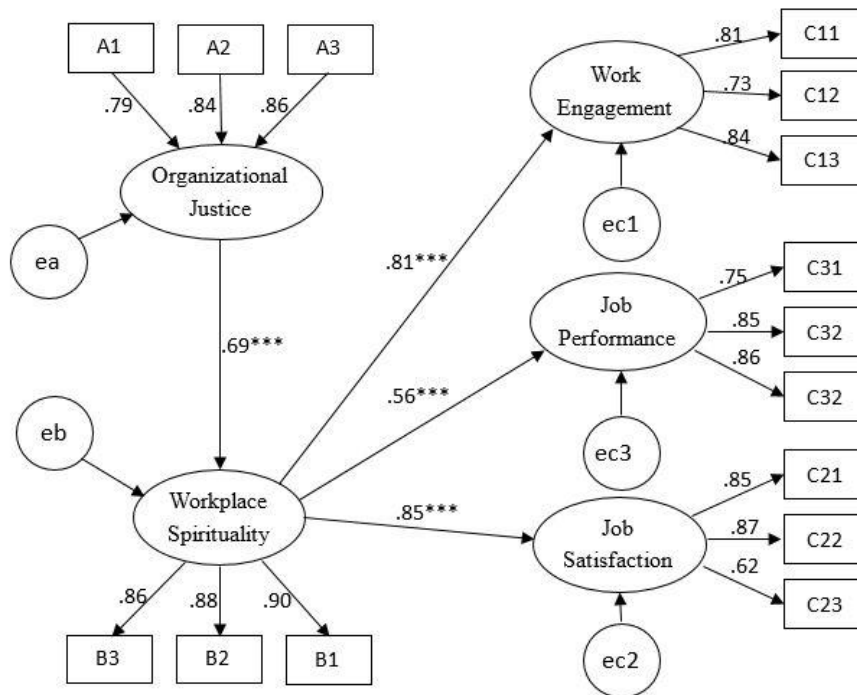 A1
A2
A3
.79
.84
.86
Organizational
Justice
ea
.69***
eb
Workplace
Spirituality
.86
.88
.90
B3
B2
B1
.81***
.56***
.85***
Work
Engagement
.81
.73
.84
C11
C12
C13
ec1
Job
Performance
.75
.85
.86
C31
C32
C32
ec3
Job
Satisfaction
.85
.87
.62
C21
C22
C23
ec2